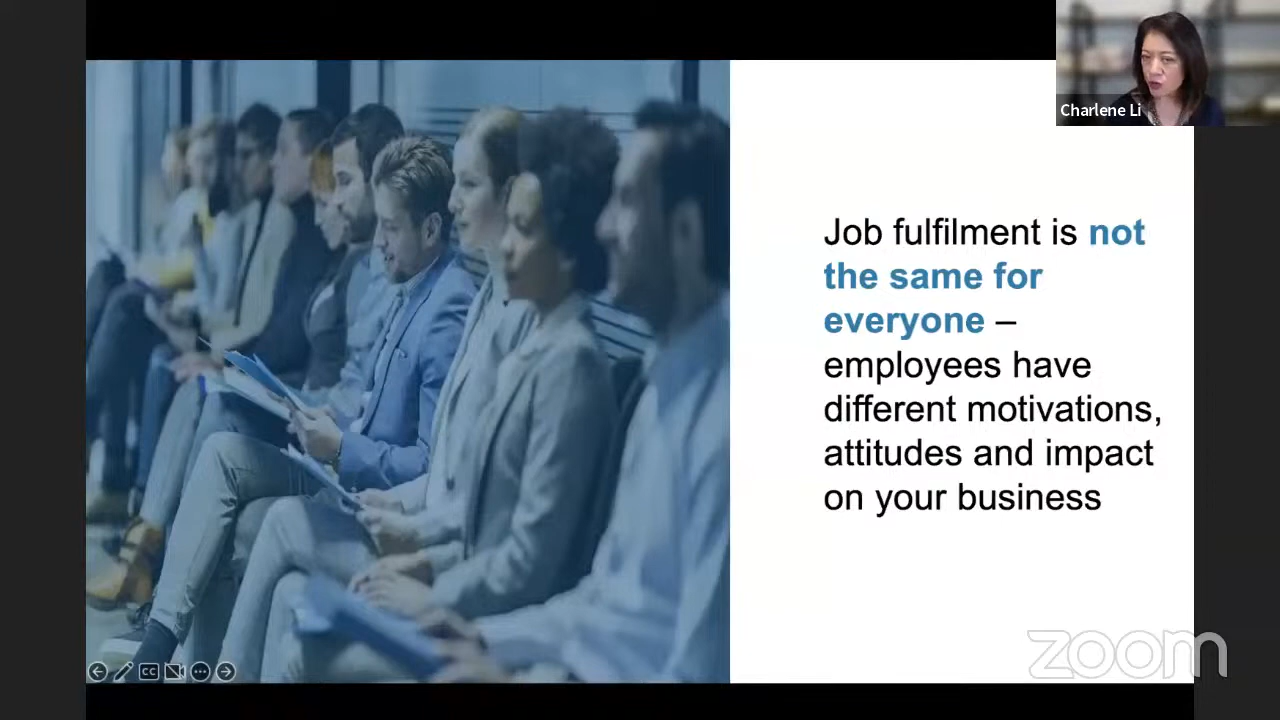 Charlene Li
Job fulfilment is not
the same for
everyone –
employees have
different motivations,
attitudes and impact
on your business
CC
zoom